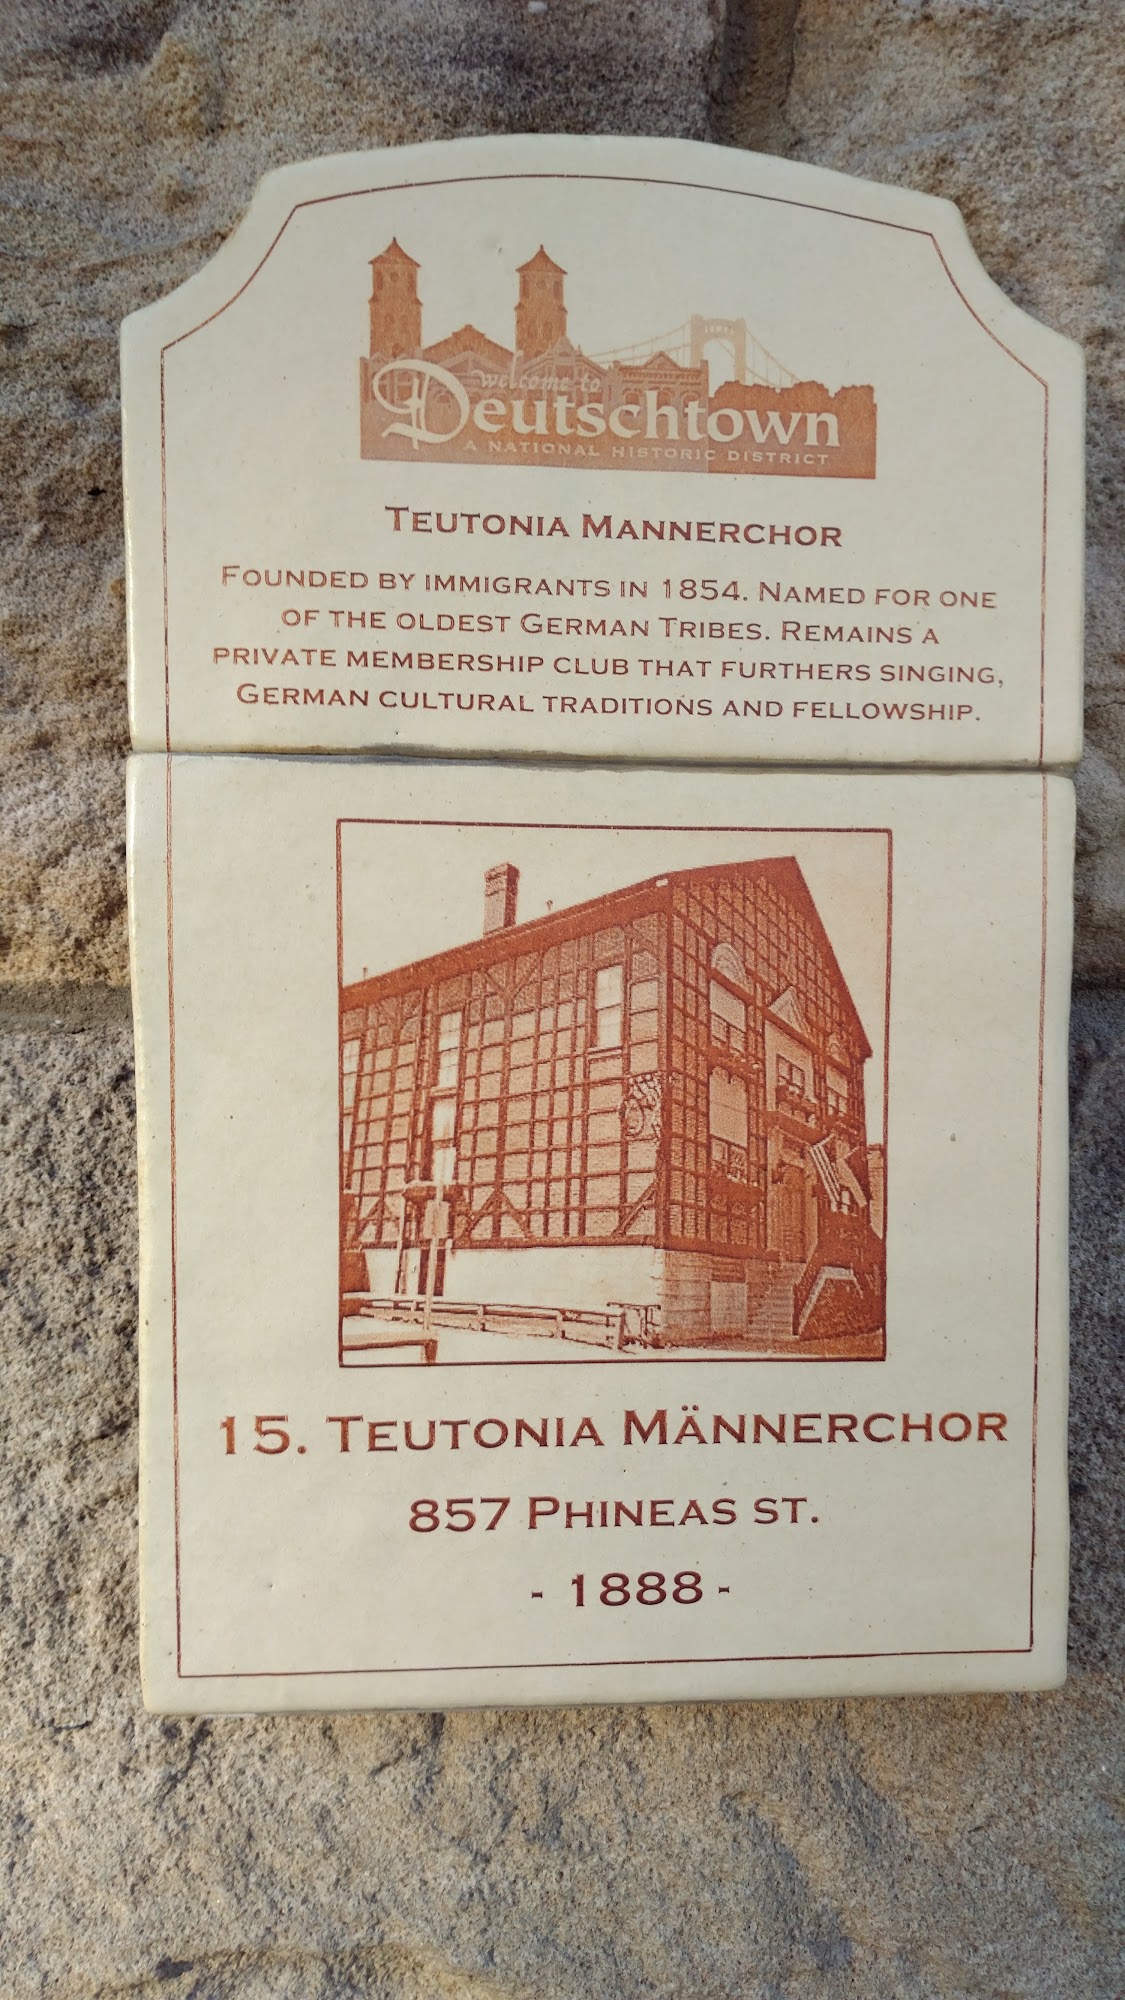 welcome to
Deutschtown
A NATIONAL HISTORIC DISTRICT
TEUTONIA MANNERCHOR
FOUNDED BY IMMIGRANTS IN 1854. NAMED FOR ONE
OF THE OLDEST GERMAN TRIBES. REMAINS A
PRIVATE MEMBERSHIP CLUB THAT FURTHERS SINGING,
GERMAN CULTURAL TRADITIONS AND FELLOWSHIP.
15. TEUTONIA MÄNNERCHOR
857 PHINEAS ST.
- 1888 -